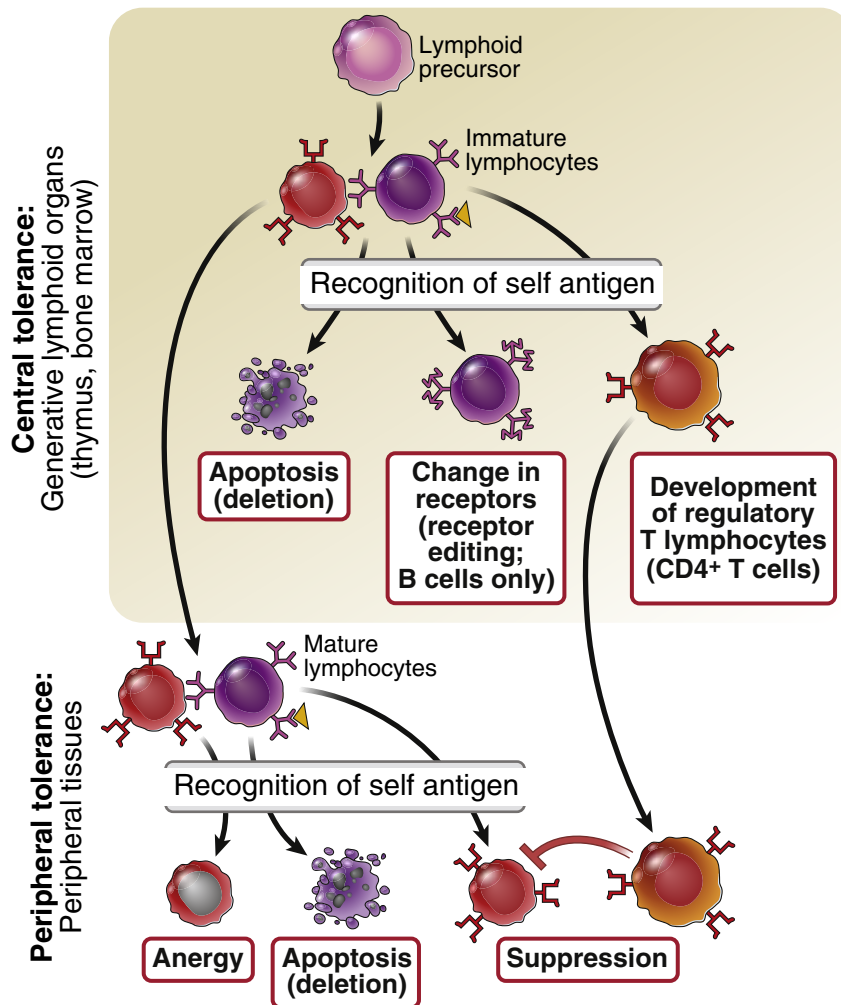 Lymphoid
precursor
Immature
lymphocytes
Recognition of self antigen
Apoptosis
(deletion)
Change in
receptors
(receptor
editing;
B cells only)
Development
of regulatory
T lymphocytes
(CD4+ T cells)
Central tolerance:
Generative lymphoid organs
(thymus, bone marrow)
Mature
lymphocytes
Recognition of self antigen
Anergy
Apoptosis
(deletion)
Suppression
Peripheral tolerance:
Peripheral tissues